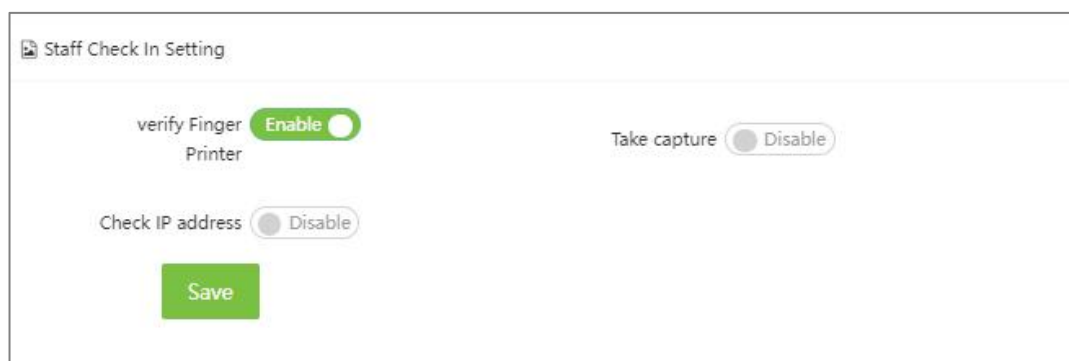 Staff Check In Setting
verify Finger Enable
Printer
Take capture Disable
Check IP address Disable
Save